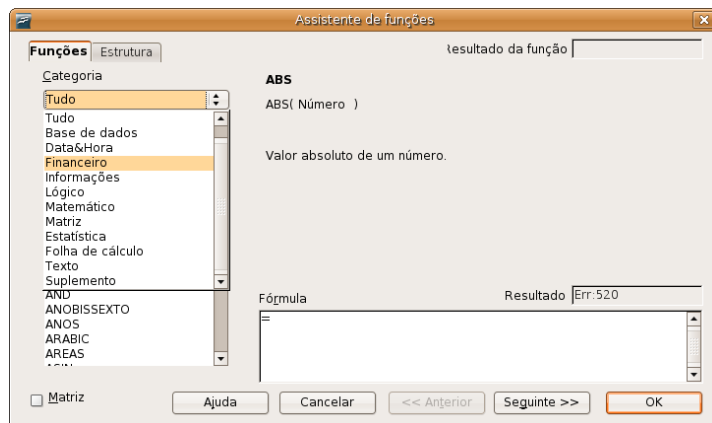 Assistente de funções
Funções Estrutura
Resultado da função
Categoria
Tudo
Tudo
Base de dados
Data&Hora
Financeiro
Informações
Lógico
Matemático
Matriz
Estatística
Folha de cálculo
Texto
Suplemento
AND
ANOBISSEXTO
ANOS
ARABIC
AREAS
ABS
ABS( Número )
Valor absoluto de um número.
Fórmula
Resultado Err:520
=
Matriz
Ajuda
Cancelar
<< Anterior
Seguinte >>
OK